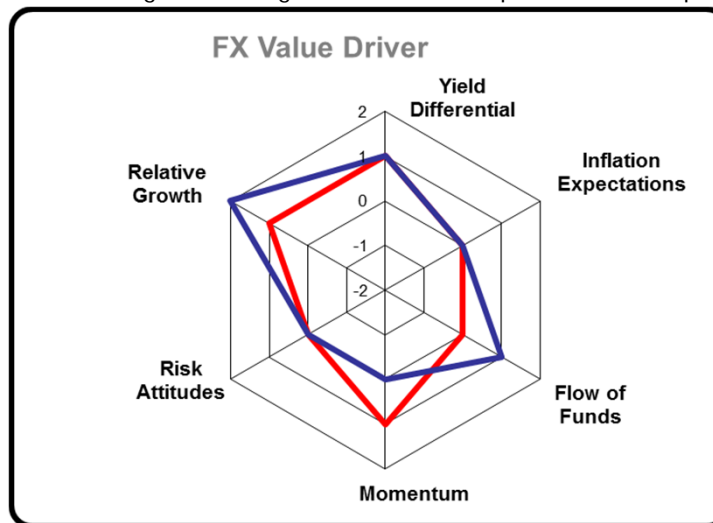 FX Value Driver
Yield
Differential
2
1
0
-1
-2
Inflation
Expectations
Relative
Growth
Risk
Attitudes
Flow of
Funds
Momentum